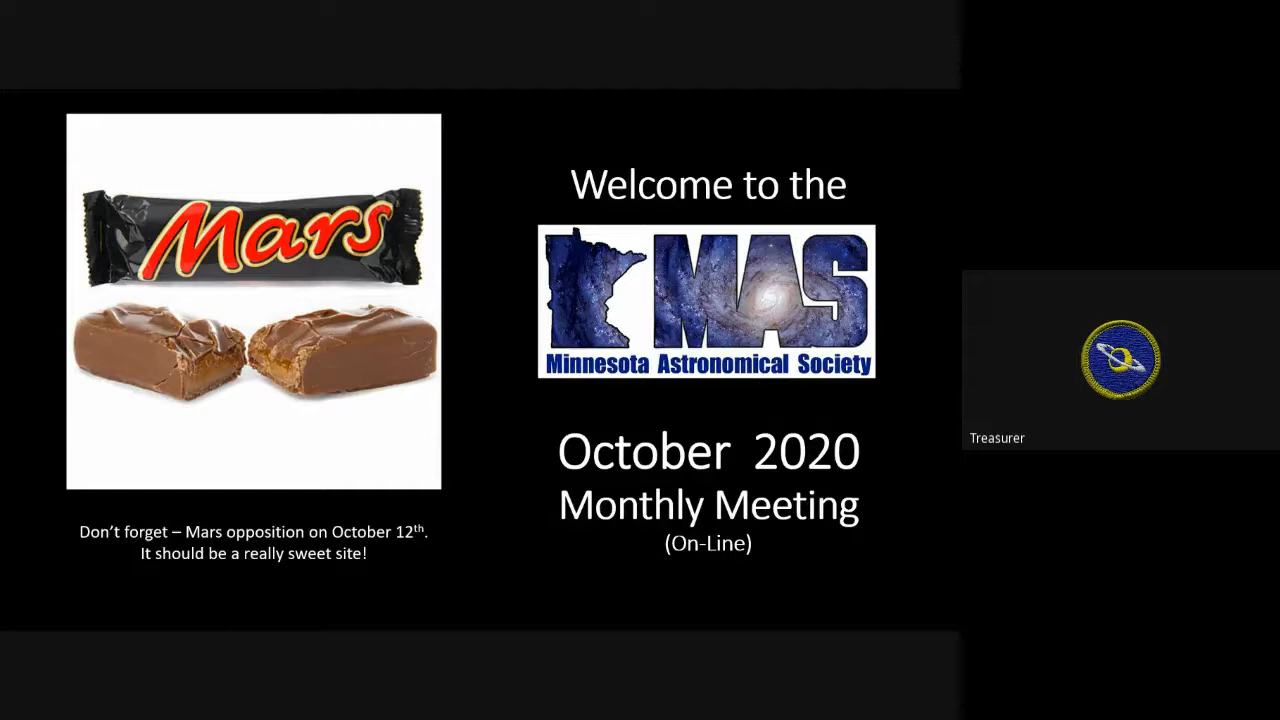 Mars
Don't forget – Mars opposition on October 12th.
It should be a really sweet site!
Welcome to the
MAS
Minnesota Astronomical Society
October 2020
Monthly Meeting
(On-Line)
Treasurer